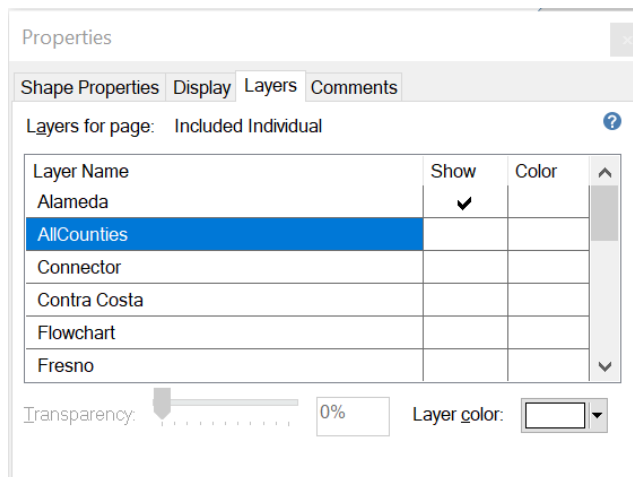 Properties
Shape Properties Display Layers Comments
Layers for page: Included Individual
Layer Name Show Color
Alameda
AllCounties
Connector
Contra Costa
Flowchart
Fresno
Transparency: 0% Layer color: